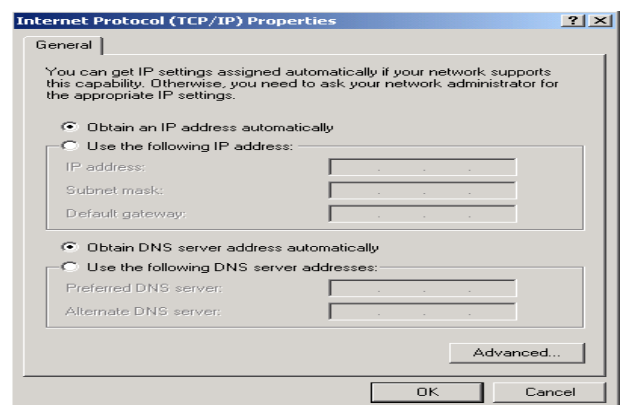 Internet Protocol (TCP/IP) Properties
General
You can get IP settings assigned automatically if your network supports
this capability. Otherwise, you need to ask your network administrator for
the appropriate IP settings.
Obtain an IP address automatically
Use the following IP address:
IP address:
Subnet mask:
Default gateway:
Obtain DNS server address automatically
Use the following DNS server addresses:
Preferred DNS server:
Alternate DNS server:
Advanced...
OK Cancel